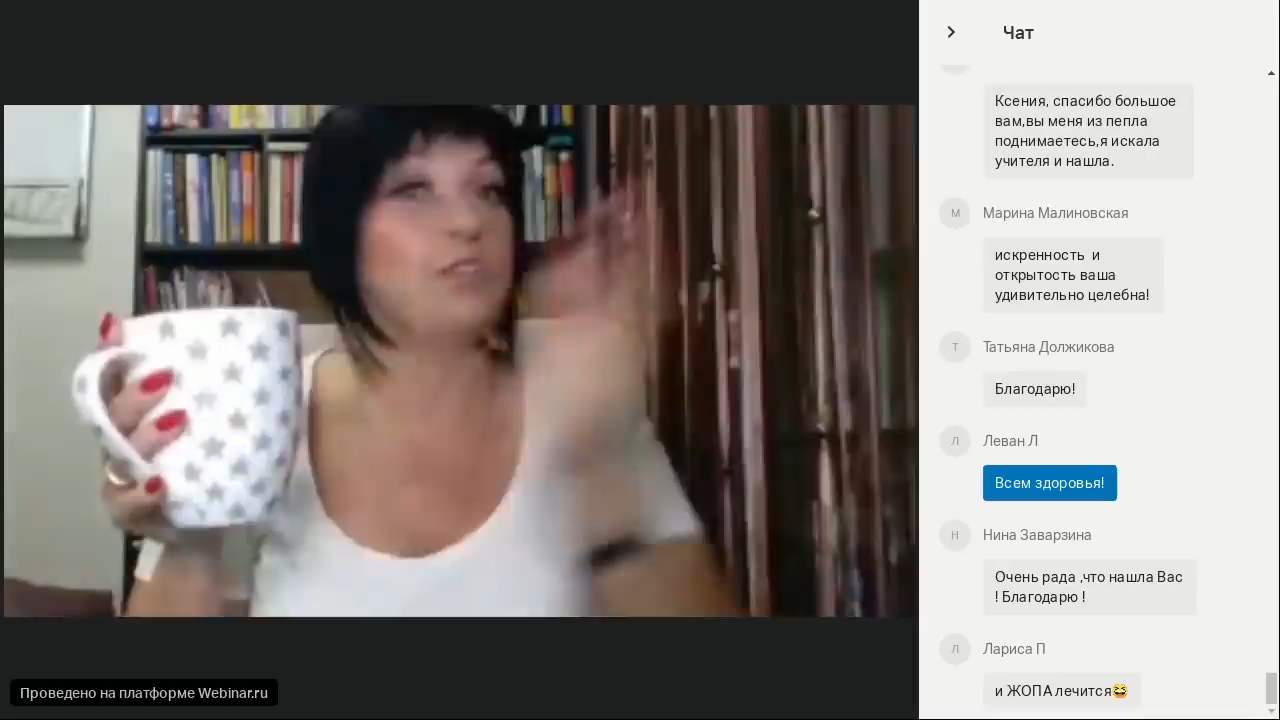 Чат
Ксения, спасибо большое
вам,вы меня из пепла
поднимаетесь,я искала
учителя и нашла.
М
Марина Малиновская
искренность  и
открытость ваша
удивительно целебна!
Т
Татьяна Должикова
Благодарю!
Л
Леван Л
Всем здоровья!
Н
Нина Заварзина
Очень рада ,что нашла Вас
! Благодарю !
Л
Лариса П
и ЖОПА лечится😆
Проведено на платформе Webinar.ru